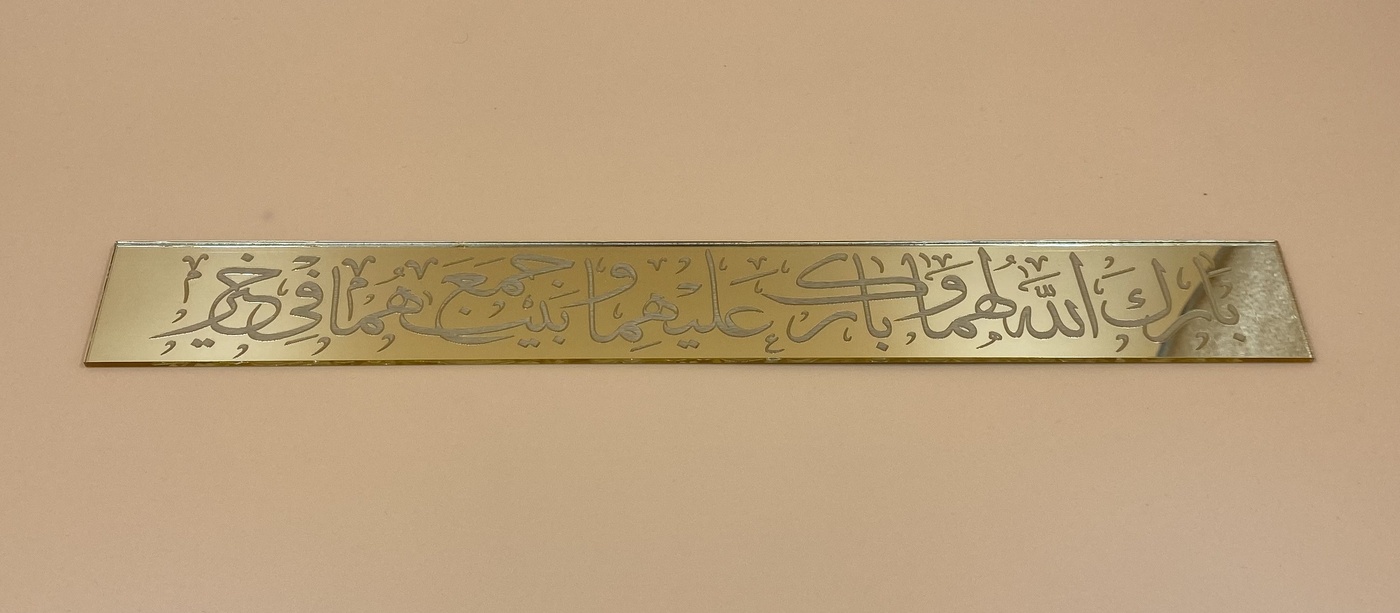 بارك الله لهما وبارك عليهما وجمع بينهما في خير